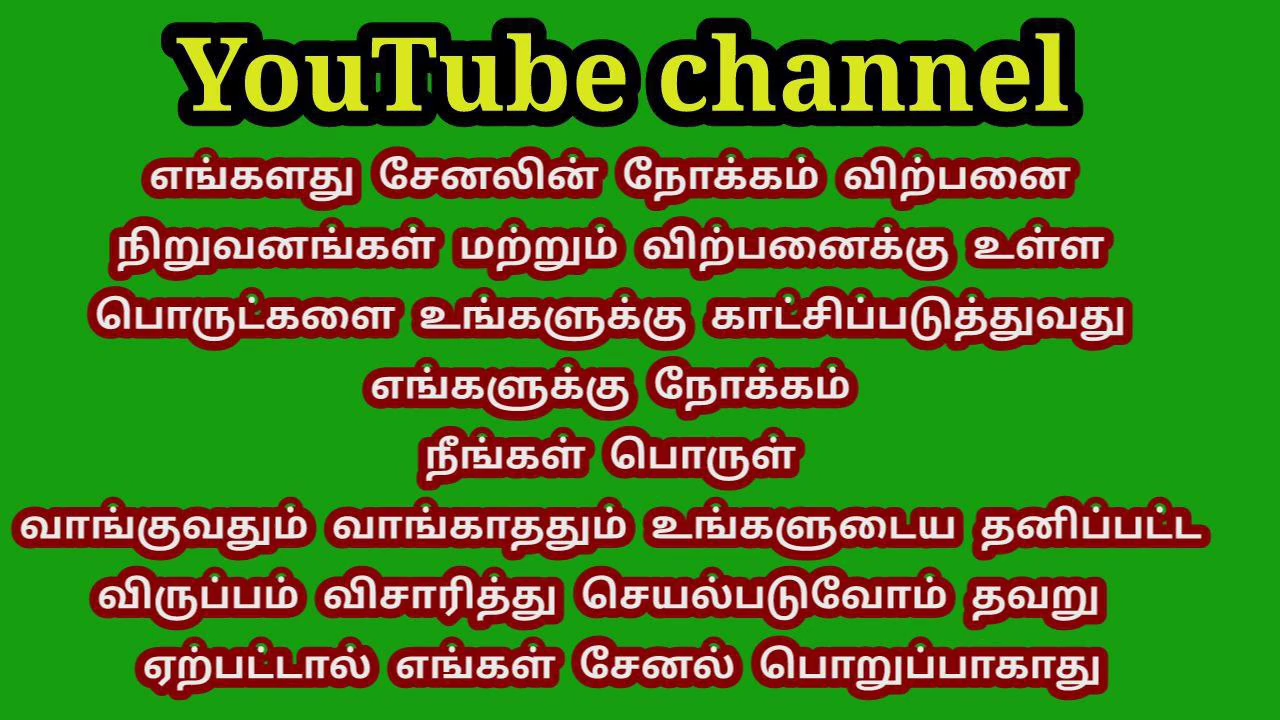 YouTube channel
எங்களது சேனலின் நோக்கம் விற்பனை
நிறுவனங்கள் மற்றும் விற்பனைக்கு உள்ள
பொருட்களை உங்களுக்கு காட்சிப்படுத்துவது
எங்களுக்கு நோக்கம்
நீங்கள் பொருள்
வாங்குவதும் வாங்காததும் உங்களுடைய தனிப்பட்ட
விருப்பம் விசாரித்து செயல்படுவோம் தவறு
ஏற்பட்டால் எங்கள் சேனல் பொறுப்பாகாது